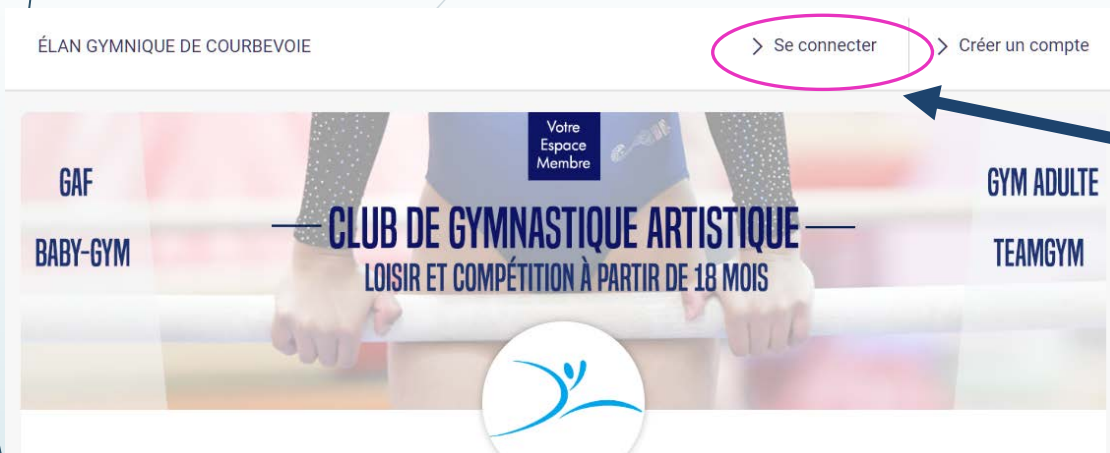 ÉLAN GYMNIQUE DE COURBEVOIE
Se connecter
Créer un compte
Votre
Espace
Membre
GAF
BABY-GYM
CLUB DE GYMNASTIQUE ARTISTIQUE
LOISIR ET COMPÉTITION À PARTIR DE 18 MOIS
GYM ADULTE
TEAMGYM